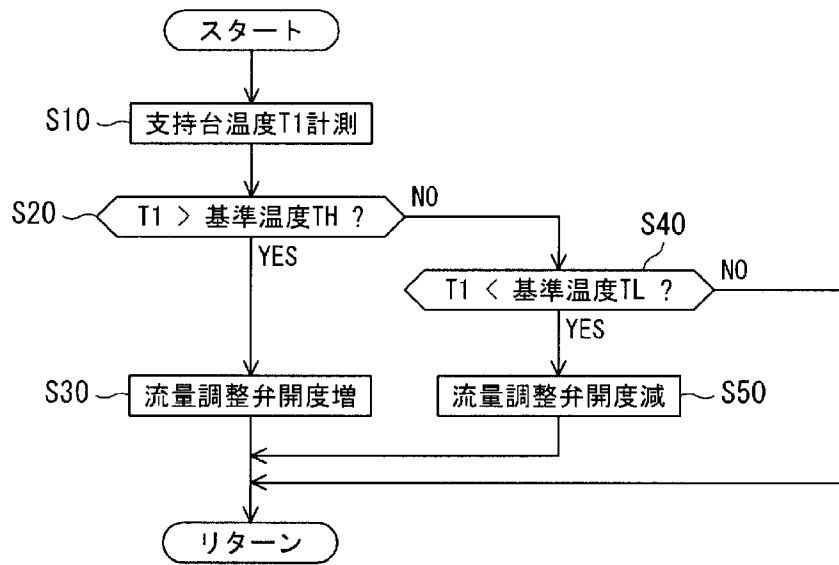 スタート
S10
支持台温度T1計測
S20
T1 > 基準温度TH ?
NO
YES
S40
T1 < 基準温度TL ?
NO
YES
S30
流量調整弁開度増
流量調整弁開度減
S50
リターン